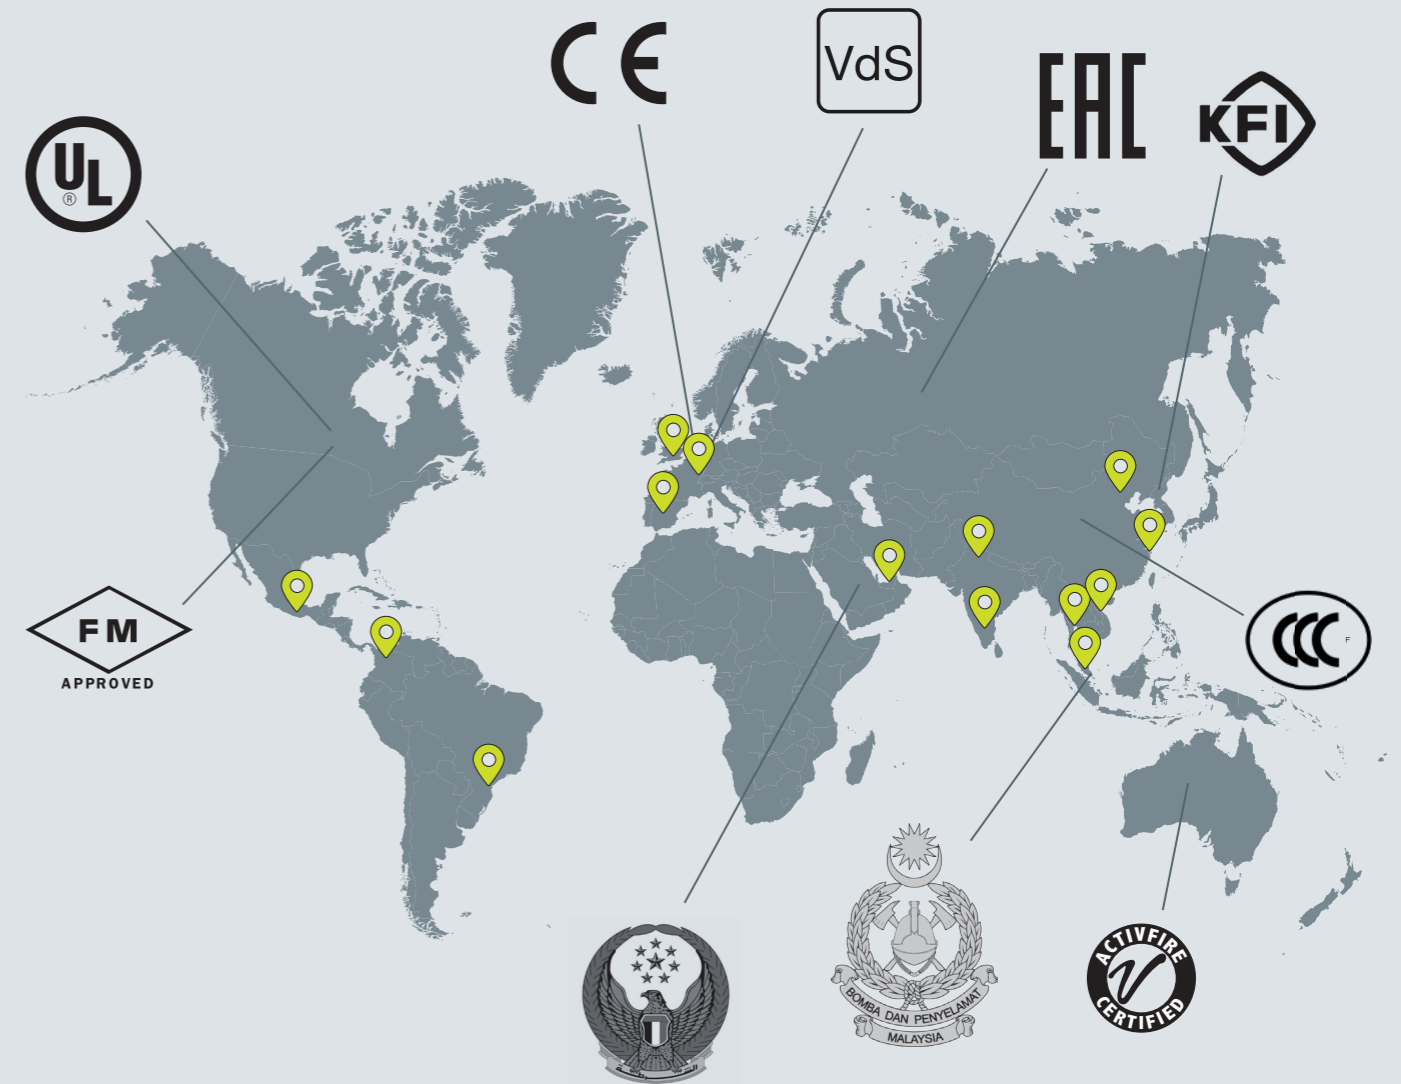 CE
VdS
EAC
KFI
UL
®
FM
APPROVED
CCC
F
BOMBA DAN PENYELAMAT
MALAYSIA
ACTIVFIRE
CERTIFIED